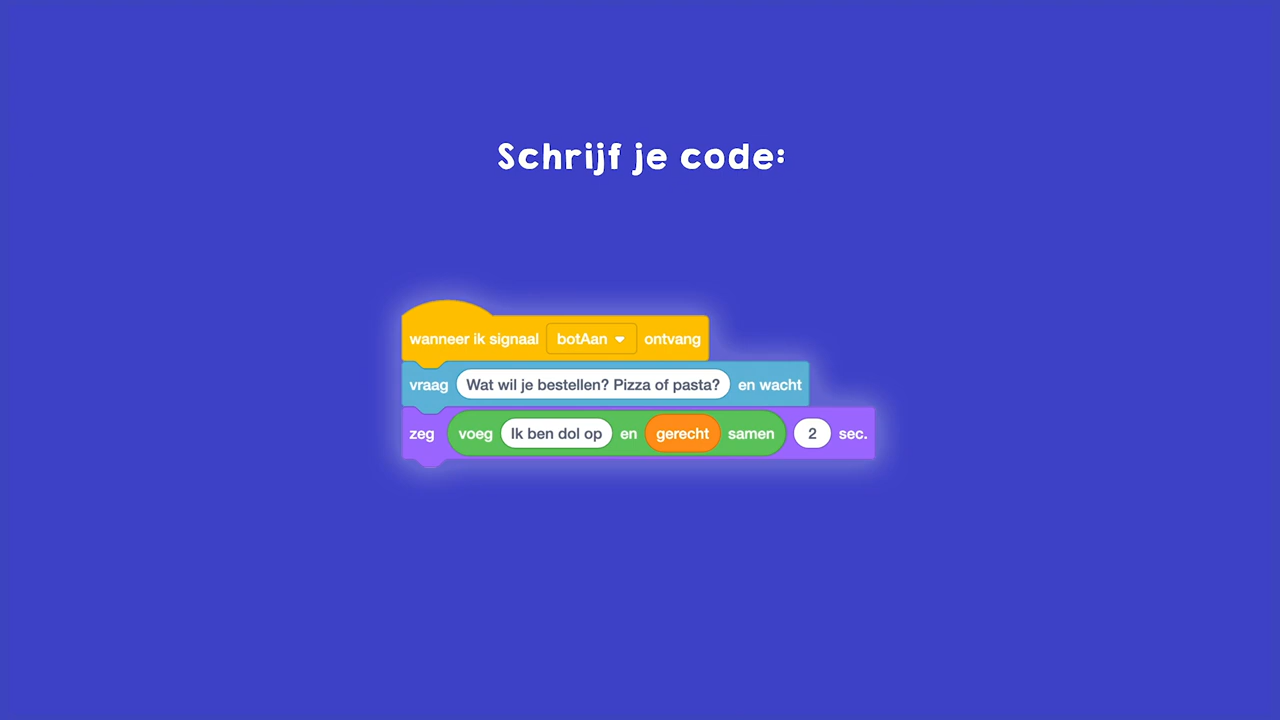 Schrijf je code:
wanneer ik signaal botAan ontvang
vraag Wat wil je bestellen? Pizza of pasta? en wacht
zeg voeg Ik ben dol op en gerecht samen 2 sec.